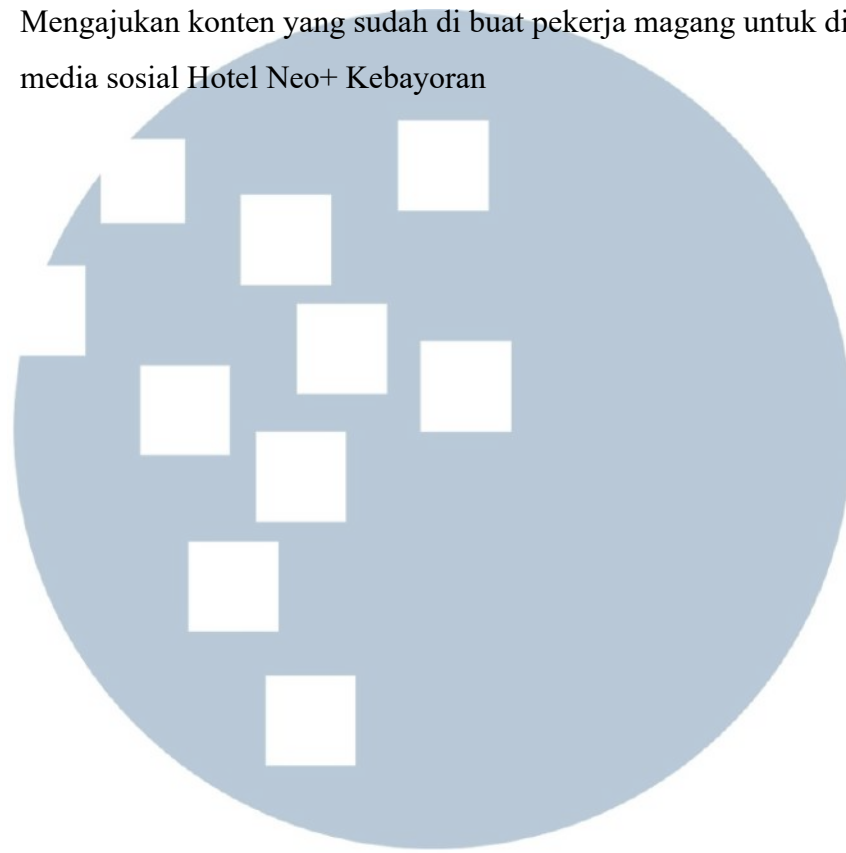 Mengajukan konten yang sudah di buat pekerja magang untuk di
media sosial Hotel Neo+ Kebayoran